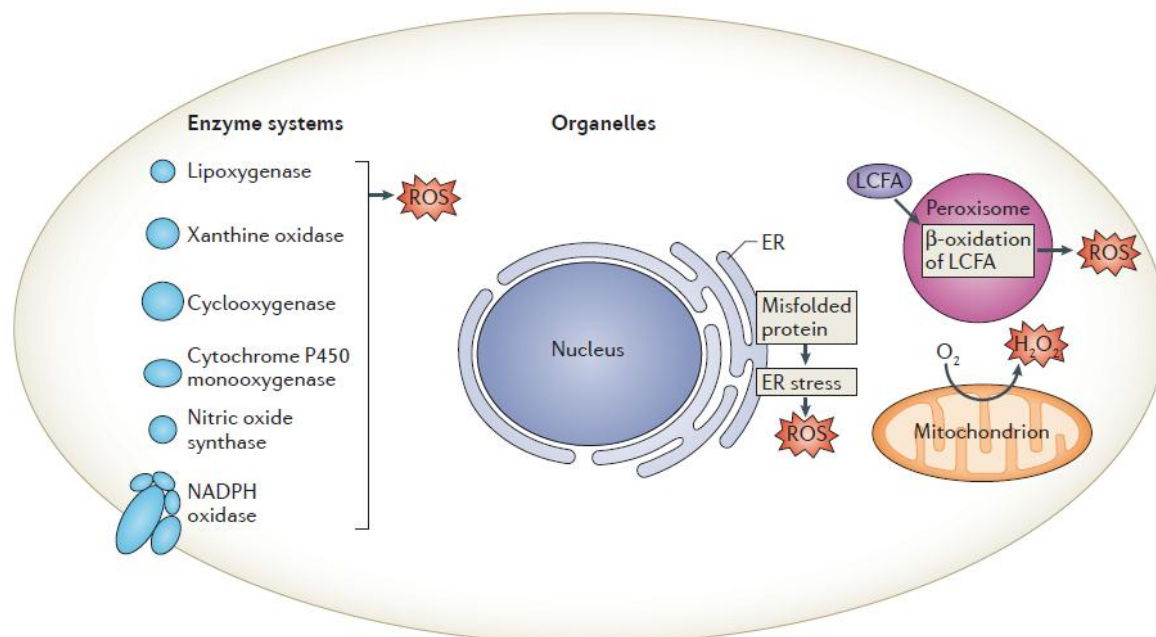 Enzyme systems
Lipoxygenase
Xanthine oxidase
Cyclooxygenase
Cytochrome P450
monooxygenase
Nitric oxide
synthase
NADPH
oxidase
ROS
Organelles
Nucleus
ER
Misfolded
protein
ER stress
ROS
LCFA
Peroxisome
β-oxidation
of LCFA
ROS
O₂
H₂O₂
Mitochondrion